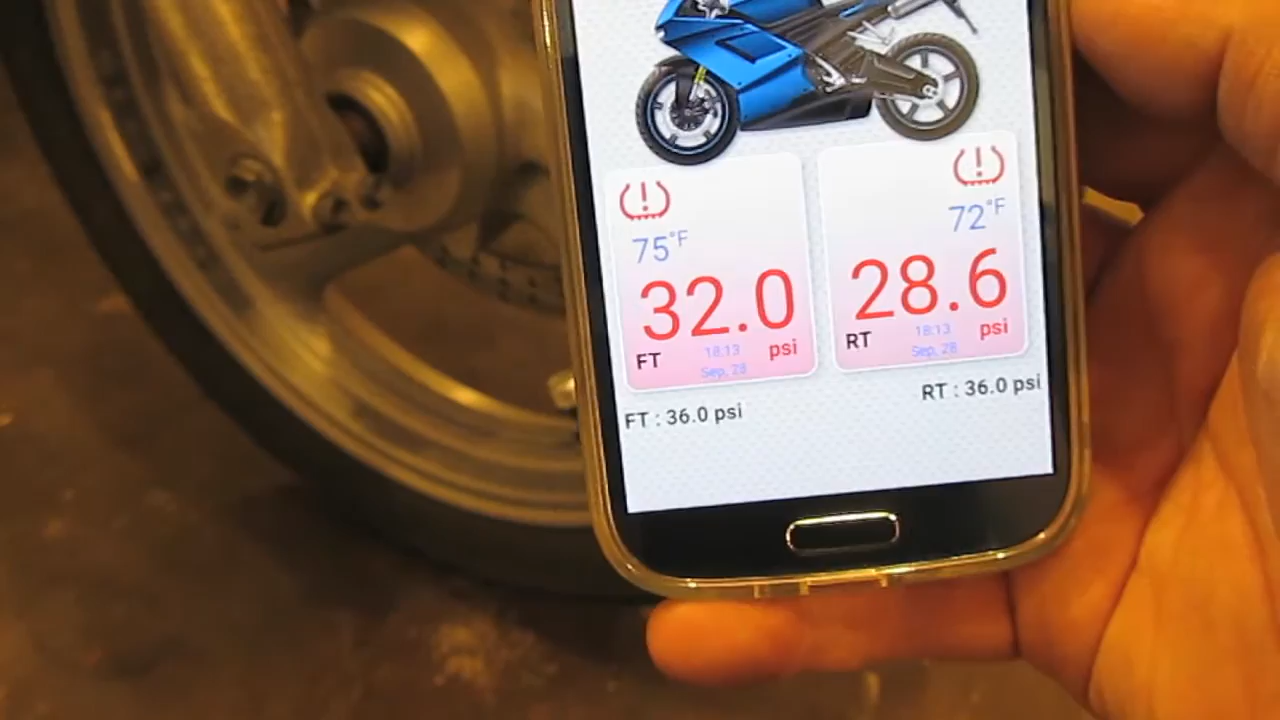 75°F
32.0
FT 18:13 psi
Sep, 28
72°F
28.6
RT 18:13 psi
Sep, 28
FT : 36.0 psi
RT : 36.0 psi